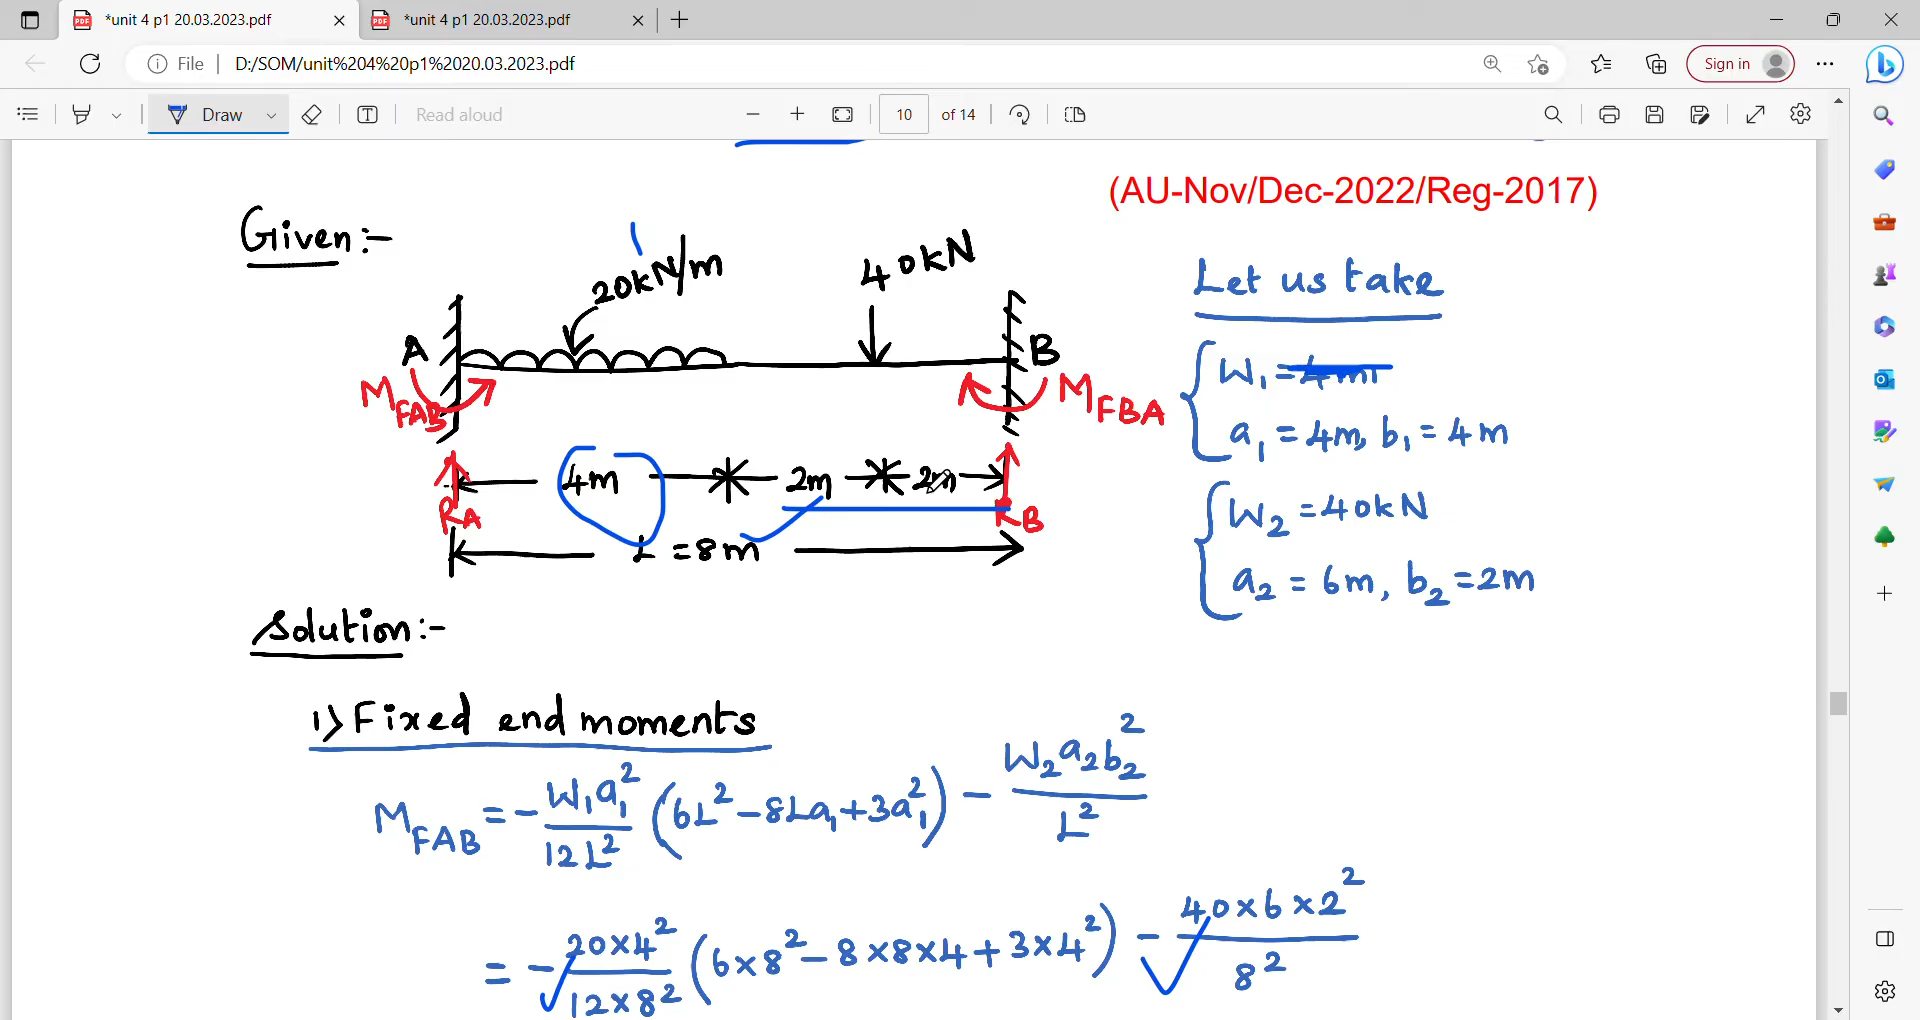 *unit 4 p1 20.03.2023.pdf
*unit 4 p1 20.03.2023.pdf
File D:/SOM/unit%204%20p1%2020.03.2023.pdf
Sign in
Draw
Read aloud
10 of 14
(AU-Nov/Dec-2022/Reg-2017)
Given:-
20kN/m
40kN
A
B
MFAB
MFBA
4m 2m 2m
RA
RB
L = 8m
Let us take
W₁ =
a₁ = 4m, b₁ = 4m
W₂ = 40kN
a₂ = 6m, b₂ = 2m
Solution:-
1) Fixed end moments
MFAB = - W₁a₁²/12L² (6L² - 8La₁ + 3a₁²) - W₂a₂b₂²/L²
= - 20×4²/12×8² (6×8² - 8×8×4 + 3×4²) - 40×6×2²/8²